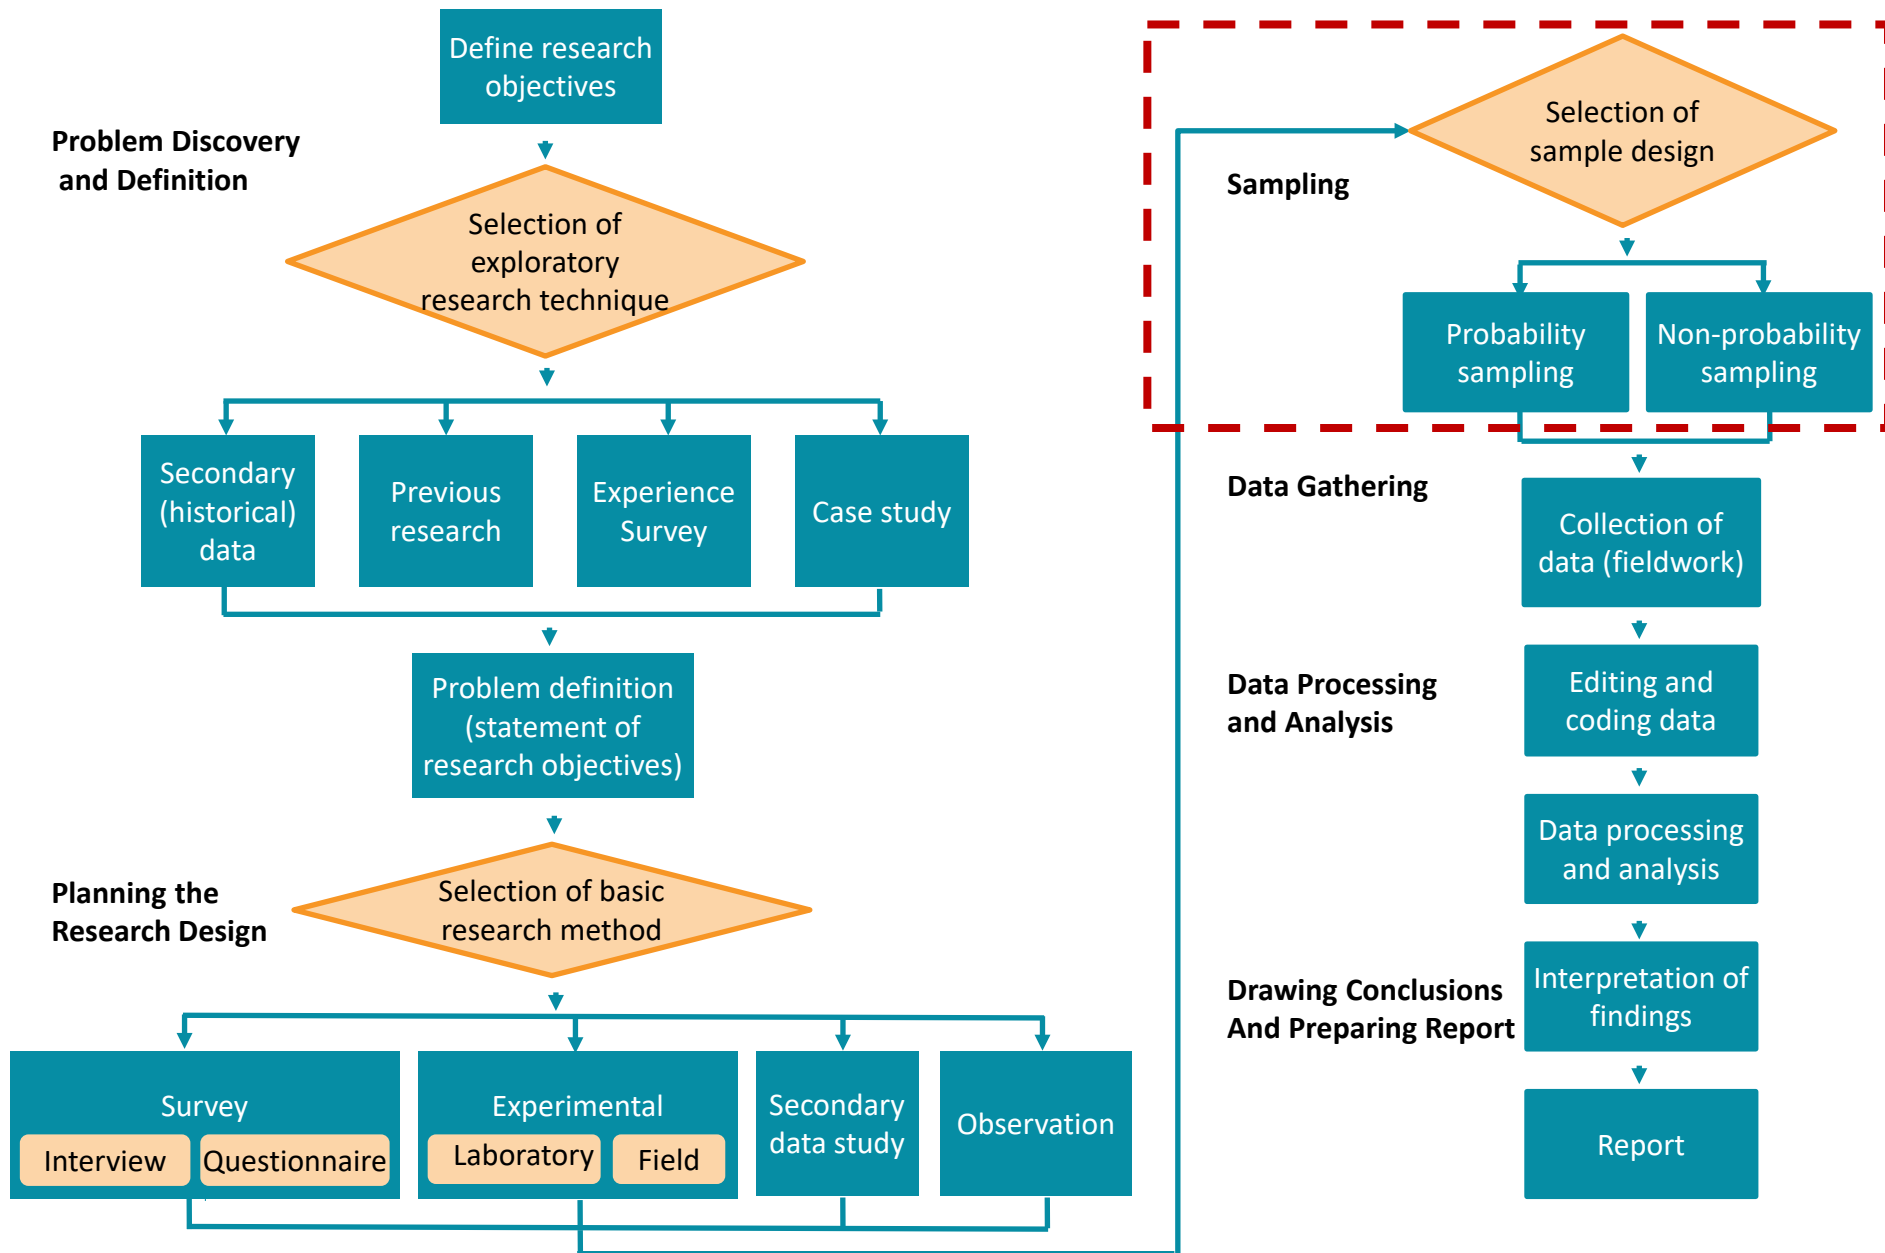 Define research
objectives
Problem Discovery
and Definition
Selection of
exploratory
research technique
Secondary
(historical)
data
Previous
research
Experience
Survey
Case study
Problem definition
(statement of
research objectives)
Planning the
Research Design
Selection of basic
research method
Survey
Interview
Questionnaire
Experimental
Laboratory
Field
Secondary
data study
Observation
Selection of
sample design
Sampling
Probability
sampling
Non-probability
sampling
Data Gathering
Collection of
data (fieldwork)
Data Processing
and Analysis
Editing and
coding data
Data processing
and analysis
Drawing Conclusions
And Preparing Report
Interpretation of
findings
Report